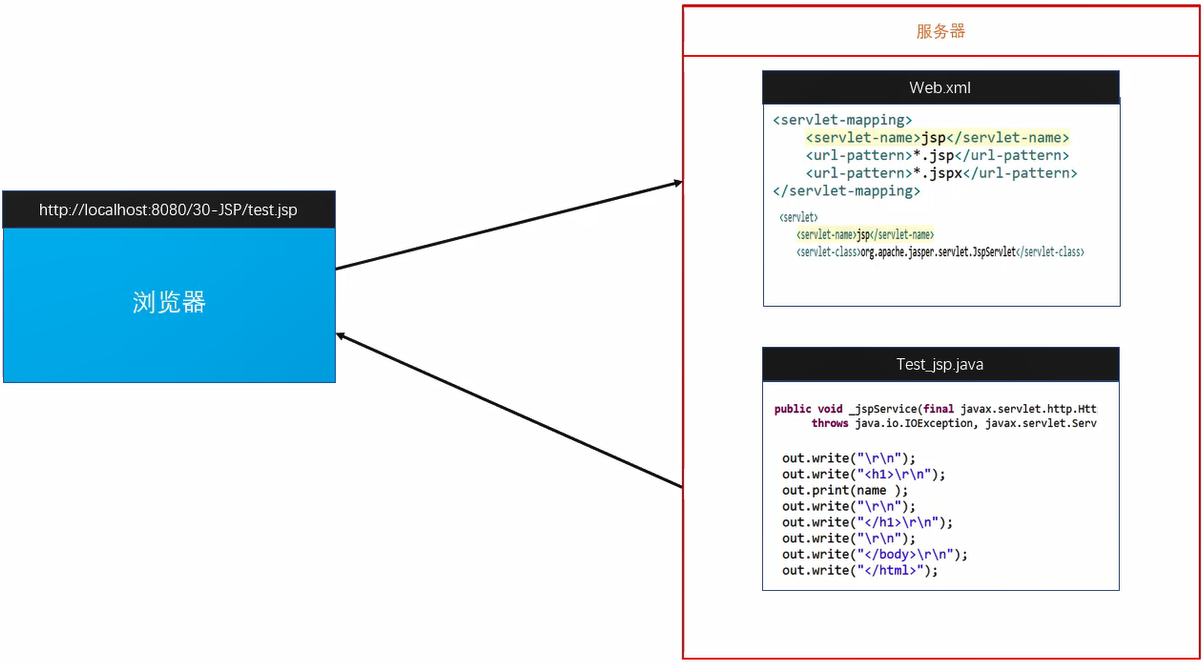 服务器
Web.xml
<servlet-mapping>
<servlet-name>jsp</servlet-name>
<url-pattern>*.jsp</url-pattern>
<url-pattern>*.jspx</url-pattern>
</servlet-mapping>
<servlet>
<servlet-name>jsp</servlet-name>
<servlet-class>org.apache.jasper.servlet.JspServlet</servlet-class>
http://localhost:8080/30-JSP/test.jsp
浏览器
Test_jsp.java
public void _jspService(final javax.servlet.http.Htt
throws java.io.IOException, javax.servlet.Serv
out.write("\r\n");
out.write("<h1>\r\n");
out.print(name );
out.write("\r\n");
out.write("</h1>\r\n");
out.write("\r\n");
out.write("</body>\r\n");
out.write("</html>");